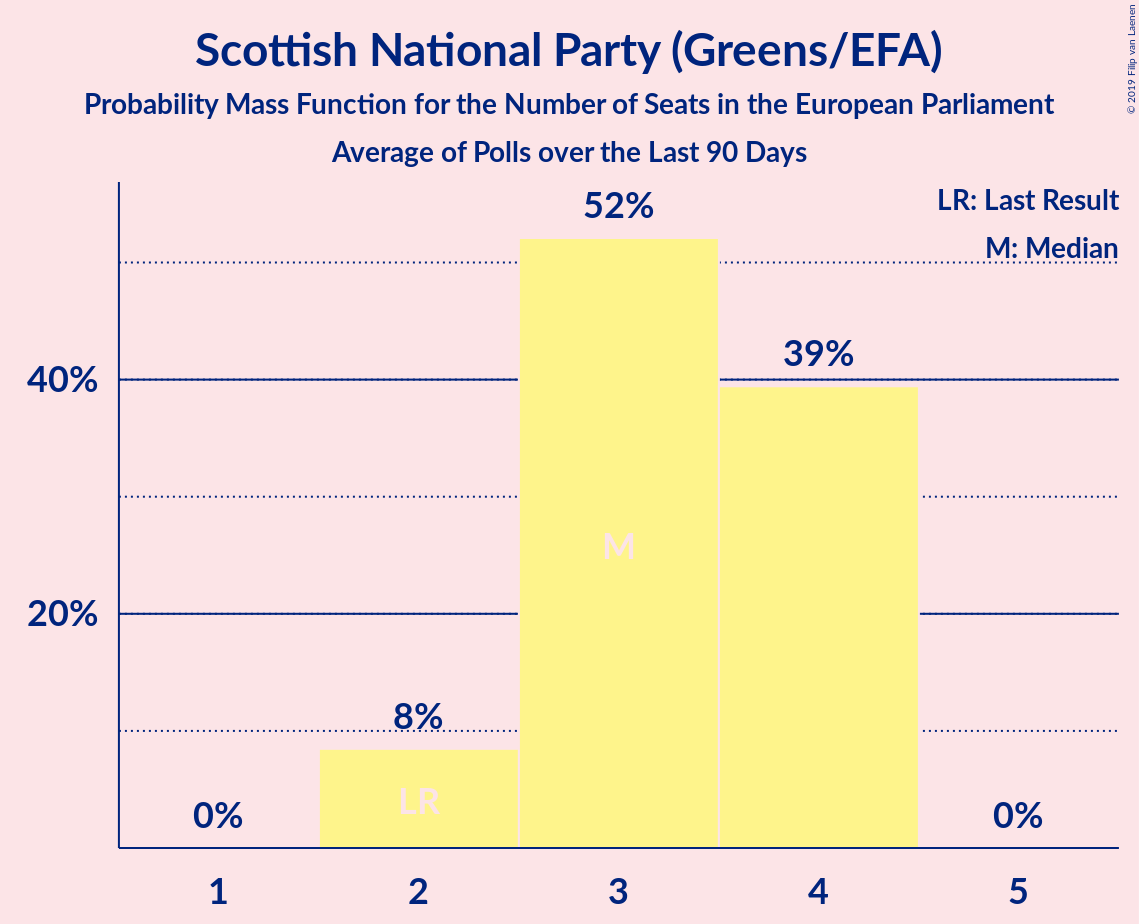 Scottish National Party (Greens/EFA)
Probability Mass Function for the Number of Seats in the European Parliament
Average of Polls over the Last 90 Days
© 2019 Filip van Laenen
LR: Last Result
M: Median
52%
39%
40%
M
20%
8%
LR
0%
0%
1 2 3 4 5